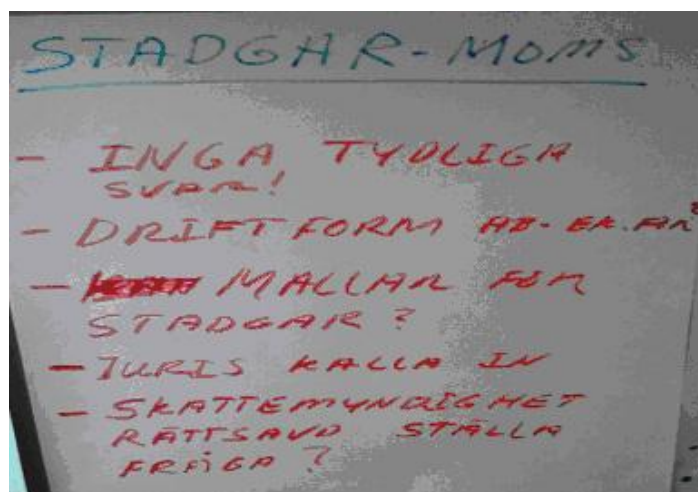 STADGAR-MOMS
- INGA TYDLIGA
SVAR!
- DRIFTFORM AB- EK. FÖR?
- MALLAR FÖR
STADGAR?
- JURIS KALLA IN
- SKATTEMYNDIGHET
RÄTTSAVD STÄLLA
FRÅGA?